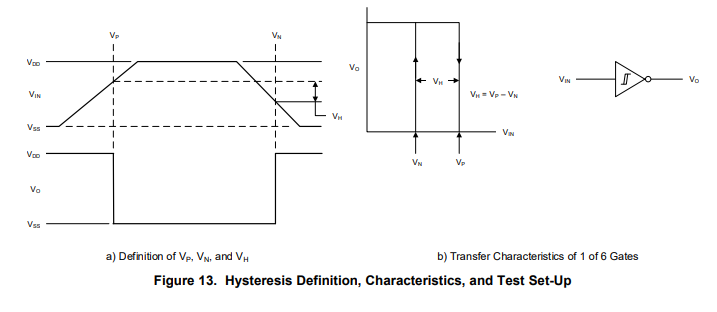 VP
VN
VDD
VIN
VSS
VH
VDD
VO
VSS
a) Definition of VP, VN, and VH
VO
VH
VH = VP – VN
VIN
VN
VP
VIN
VO
b) Transfer Characteristics of 1 of 6 Gates
Figure 13. Hysteresis Definition, Characteristics, and Test Set-Up